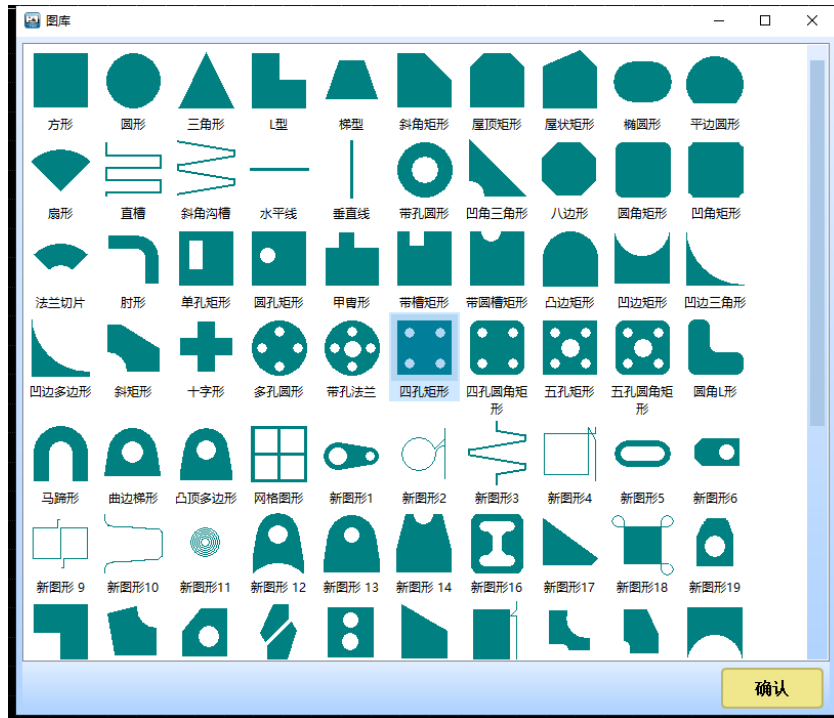 图库
方形 圆形 三角形 L型 梯型 斜角矩形 屋顶矩形 屋状矩形 椭圆形 平边圆形
扇形 直槽 斜角沟槽 水平线 垂直线 带孔圆形 凹角三角形 八边形 圆角矩形 凹角矩形
法兰切片 肘形 单孔矩形 圆孔矩形 甲胄形 带槽矩形 带圆槽矩形 凸边矩形 凹边矩形 凹边三角形
凹边多边形 斜矩形 十字形 多孔圆形 带孔法兰 四孔矩形 四孔圆角矩形 五孔矩形 五孔圆角矩形 圆角L形
马蹄形 曲边梯形 凸顶多边形 网格图形 新图形1 新图形2 新图形3 新图形4 新图形5 新图形6
新图形 9 新图形10 新图形11 新图形 12 新图形 13 新图形 14 新图形16 新图形17 新图形18 新图形19
确认